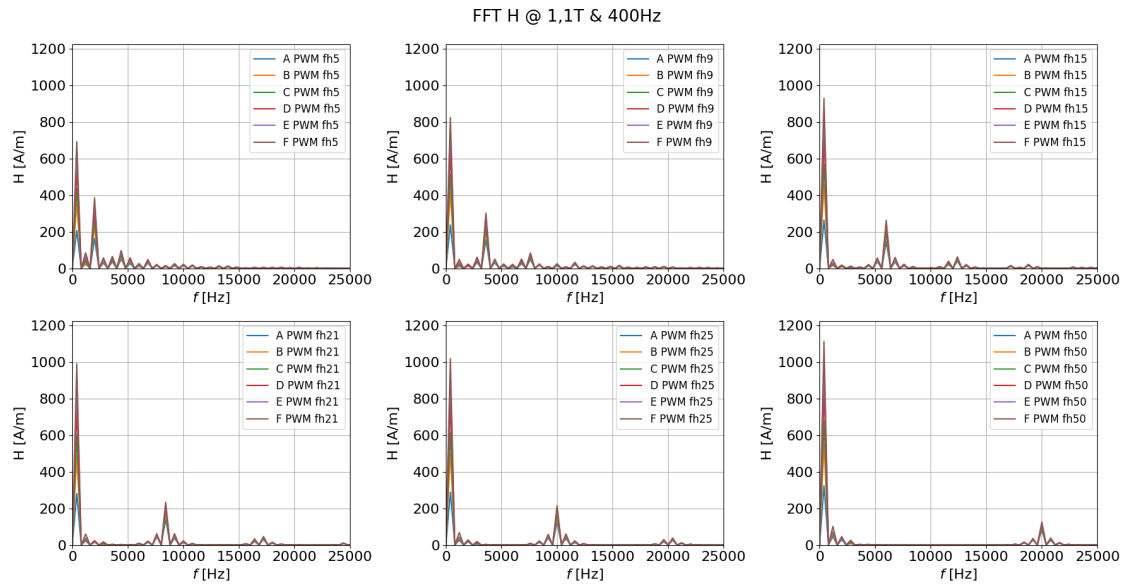 FFT H @ 1,1T & 400Hz
1200
1000
800
600
400
200
0
H [A/m]
A PWM fh5
B PWM fh5
C PWM fh5
D PWM fh5
E PWM fh5
F PWM fh5
0 5000 10000 15000 20000 25000
f [Hz]
1200
1000
800
600
400
200
0
H [A/m]
A PWM fh9
B PWM fh9
C PWM fh9
D PWM fh9
E PWM fh9
F PWM fh9
0 5000 10000 15000 20000 25000
f [Hz]
1200
1000
800
600
400
200
0
H [A/m]
A PWM fh15
B PWM fh15
C PWM fh15
D PWM fh15
E PWM fh15
F PWM fh15
0 5000 10000 15000 20000 25000
f [Hz]
1200
1000
800
600
400
200
0
H [A/m]
A PWM fh21
B PWM fh21
C PWM fh21
D PWM fh21
E PWM fh21
F PWM fh21
0 5000 10000 15000 20000 25000
f [Hz]
1200
1000
800
600
400
200
0
H [A/m]
A PWM fh25
B PWM fh25
C PWM fh25
D PWM fh25
E PWM fh25
F PWM fh25
0 5000 10000 15000 20000 25000
f [Hz]
1200
1000
800
600
400
200
0
H [A/m]
A PWM fh50
B PWM fh50
C PWM fh50
D PWM fh50
E PWM fh50
F PWM fh50
0 5000 10000 15000 20000 25000
f [Hz]